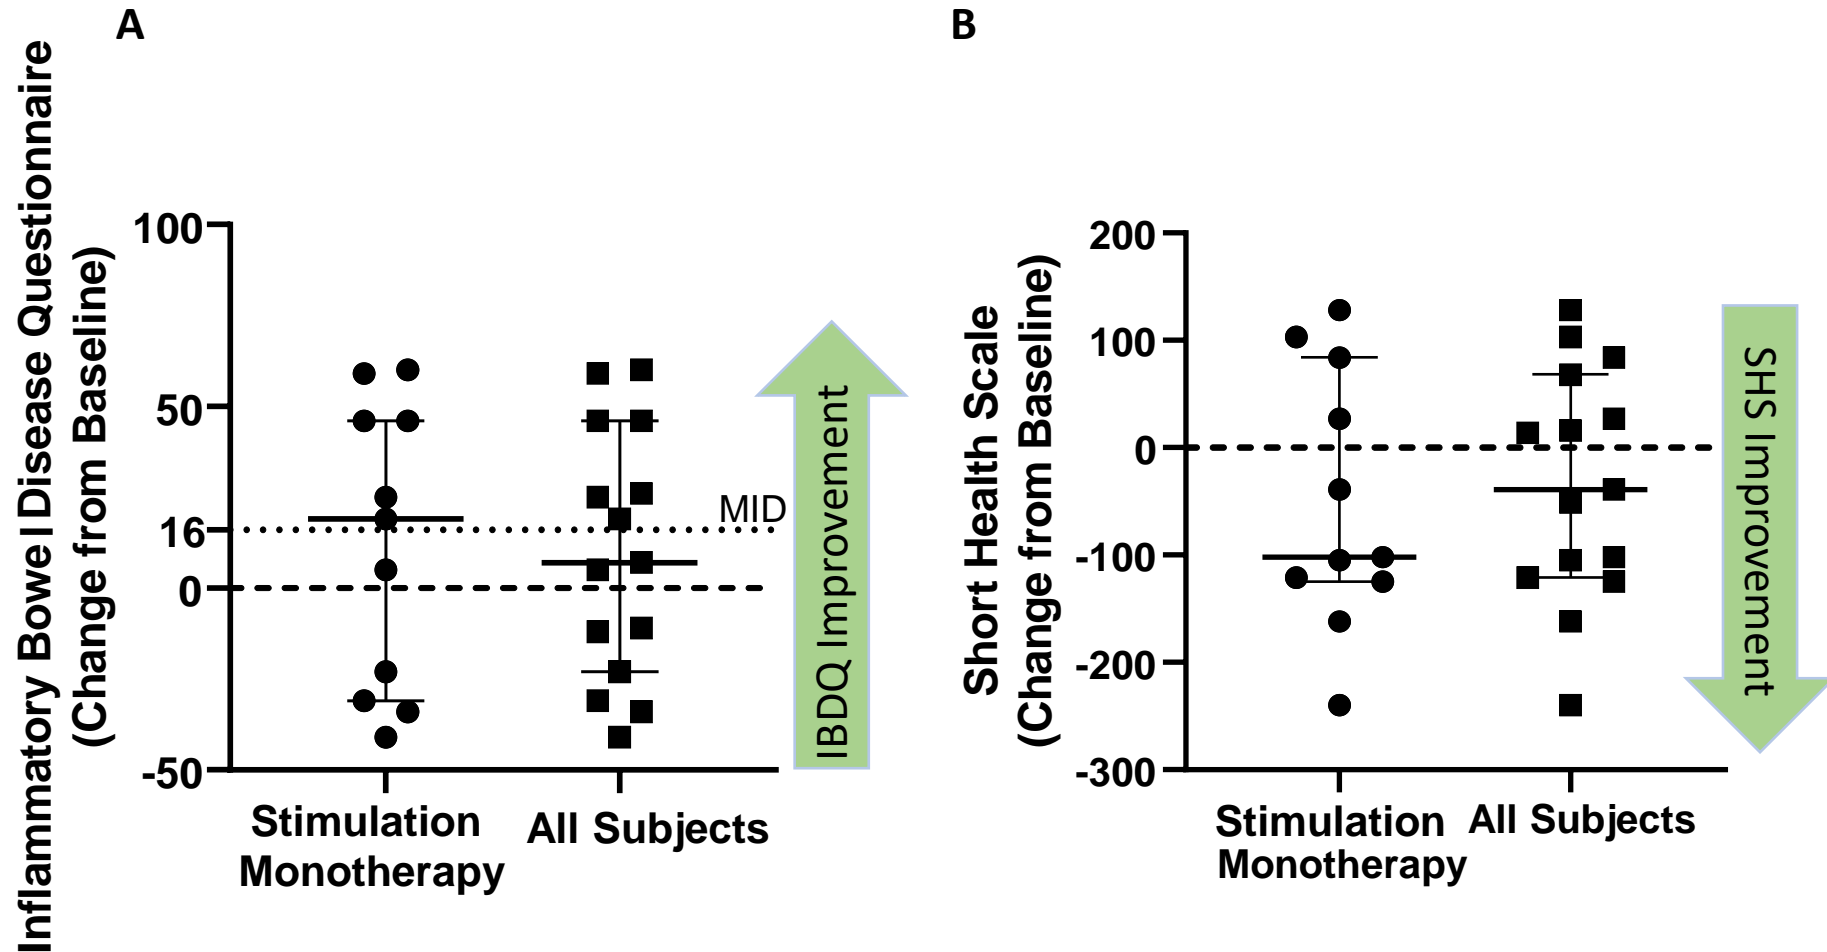 A
Inflammatory Bowel Disease Questionnaire
(Change from Baseline)
100
50
16
0
-50
MID
IBDQ Improvement
Stimulation
Monotherapy
All Subjects
B
Short Health Scale
(Change from Baseline)
200
100
0
-100
-200
-300
SHS Improvement
Stimulation
Monotherapy
All Subjects